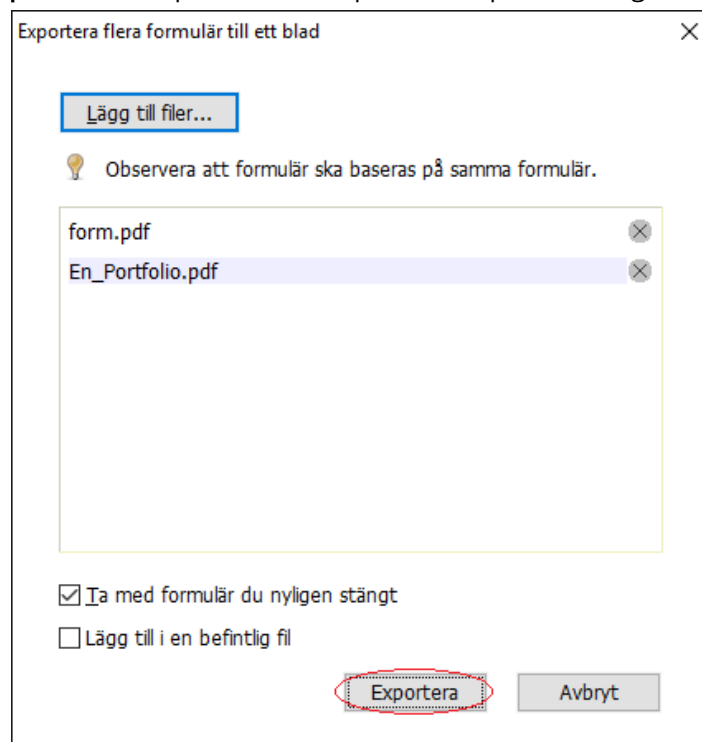 Exportera flera formulär till ett blad
Lägg till filer...
Observera att formulär ska baseras på samma formulär.
form.pdf
En_Portfolio.pdf
Ta med formulär du nyligen stängt
Lägg till i en befintlig fil
Exportera
Avbryt